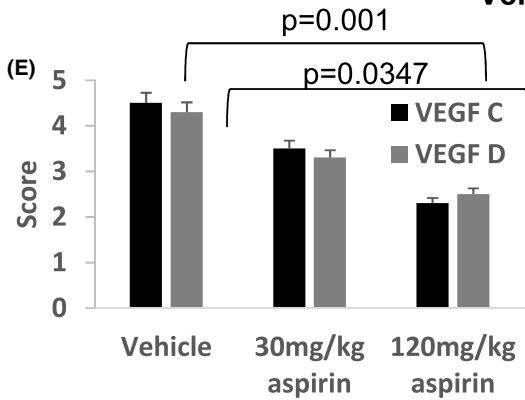 p=0.001
(E)
p=0.0347
5
4
3
2
1
0
Score
VEGF C
VEGF D
Vehicle
30mg/kg
aspirin
120mg/kg
aspirin